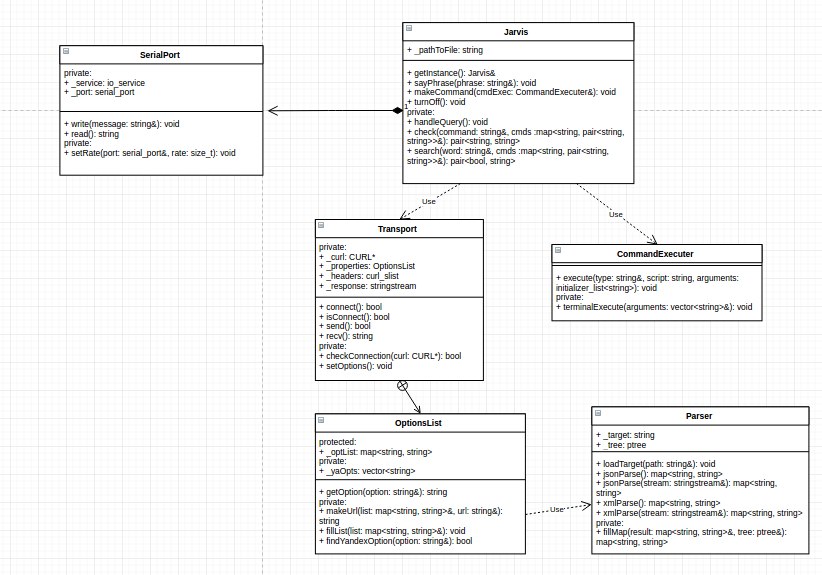 SerialPort
private:
+ _service: io_service
+ _port: serial_port
+ write(message: string&): void
+ read(): string
private:
+ setRate(port: serial_port&, rate: size_t): void
Jarvis
+ _pathToFile: string
+ getInstance(): Jarvis&
+ sayPhrase(phrase: string&): void
+ makeCommand(cmdExec: CommandExecuter&): void
+ turnOff(): void
1
private:
+ handleQuery(): void
+ check(command: string&, cmds :map<string, pair<string,
string>>&): pair<string, string>
+ search(word: string&, cmds :map<string, pair<string,
string>>&): pair<bool, string>
Use
Use
Transport
private:
+ _curl: CURL*
+ _properties: OptionsList
+ _headers: curl_slist
+ _response: stringstream
+ connect(): bool
+ isConnect(): bool
+ send(): bool
+ recv(): string
private:
+ checkConnection(curl: CURL*): bool
+ setOptions(): void
CommandExecuter
+ execute(type: string&, script: string, arguments:
initializer_list<string>): void
private:
+ terminalExecute(arguments: vector<string>&): void
OptionsList
protected:
+ _optList: map<string, string>
private:
+ _yaOpts: vector<string>
+ getOption(option: string&): string
private:
+ makeUrl(list: map<string, string>&, url: string&):
string
+ fillList(list: map<string, string>&): void
+ findYandexOption(option: string&): bool
Use
Parser
+ _target: string
+ _tree: ptree
+ loadTarget(path: string&): void
+ jsonParse(): map<string, string>
+ jsonParse(stream: stringstream&): map<string,
string>
+ xmlParse(): map<string, string>
+ xmlParse(stream: stringstream&): map<string, string>
private:
+ fillMap(result: map<string, string>&, tree: ptree&):
map<string, string>